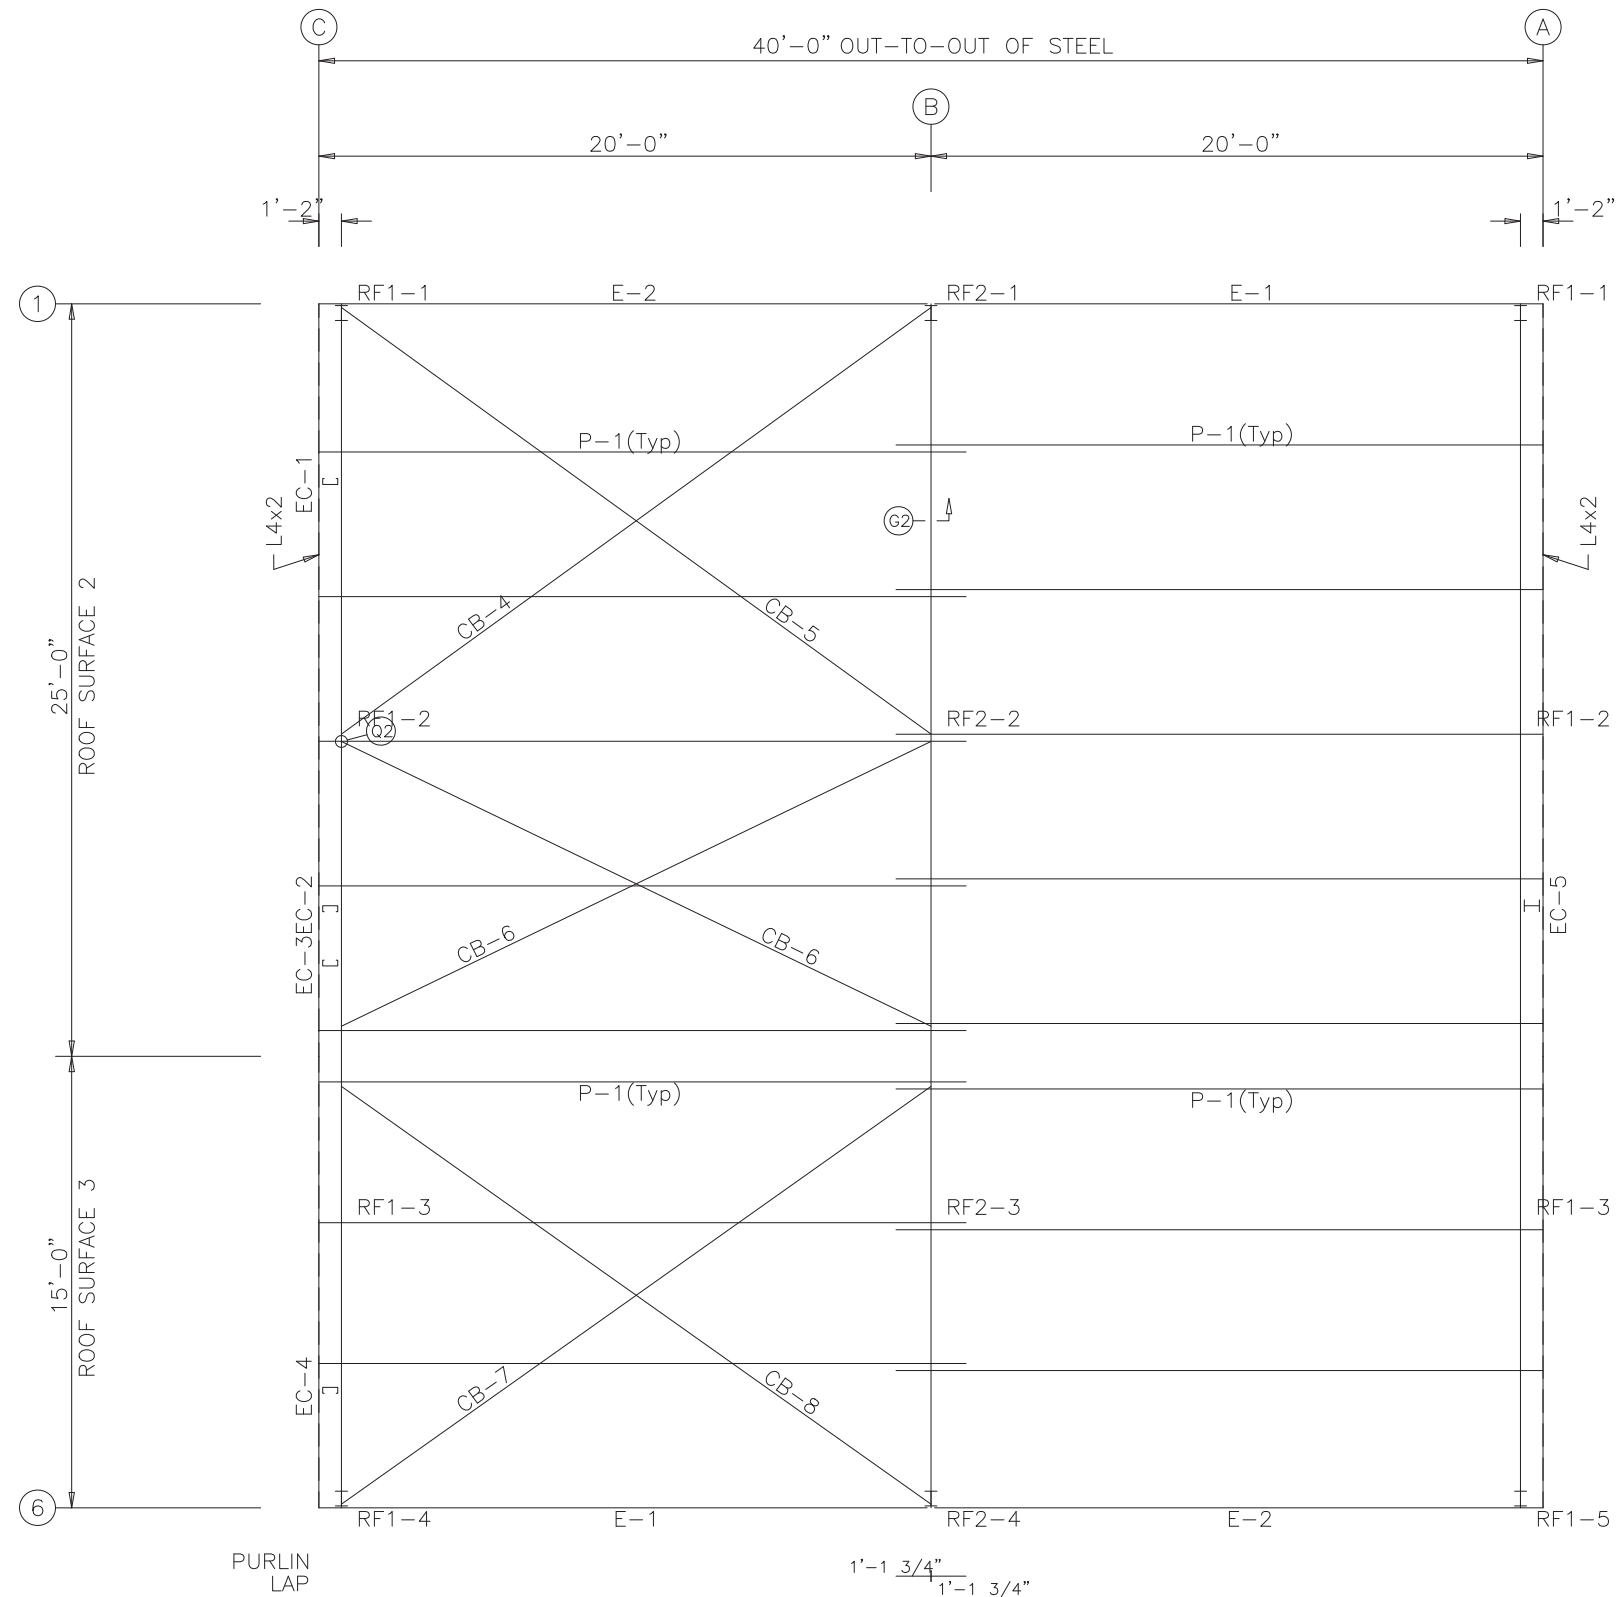 C
A
40'-0" OUT-TO-OUT OF STEEL
B
20'-0"
20'-0"
1'-2"
1'-2"
1
RF1-1
E-2
RF2-1
E-1
RF1-1
P-1(Typ)
P-1(Typ)
EC-1
L4x2
G2
L4x2
25'-0"
ROOF SURFACE 2
CB-4
CB-5
RF1-2
Q2
RF2-2
RF1-2
EC-3EC-2
EC-5
CB-6
CB-6
P-1(Typ)
P-1(Typ)
15'-0"
ROOF SURFACE 3
RF1-3
RF2-3
RF1-3
EC-4
CB-7
CB-8
6
RF1-4
E-1
RF2-4
E-2
RF1-5
PURLIN
LAP
1'-1 3/4"
1'-1 3/4"